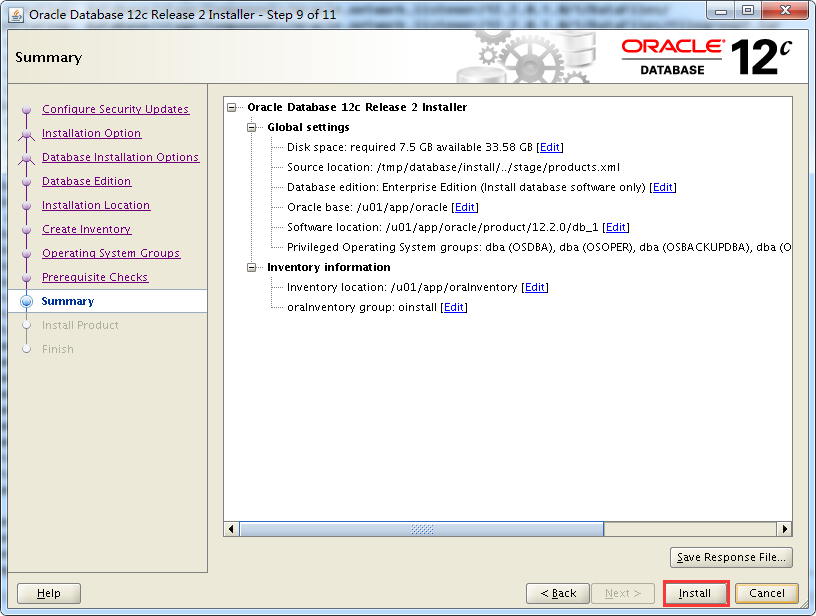 Oracle Database 12c Release 2 Installer - Step 9 of 11
Summary
ORACLE DATABASE 12c
Configure Security Updates
Installation Option
Database Installation Options
Database Edition
Installation Location
Create Inventory
Operating System Groups
Prerequisite Checks
Summary
Install Product
Finish
Oracle Database 12c Release 2 Installer
Global settings
Disk space: required 7.5 GB available 33.58 GB [Edit]
Source location: /tmp/database/install/../stage/products.xml
Database edition: Enterprise Edition (Install database software only) [Edit]
Oracle base: /u01/app/oracle [Edit]
Software location: /u01/app/oracle/product/12.2.0/db_1 [Edit]
Privileged Operating System groups: dba (OSDBA), dba (OSOPER), dba (OSBACKUPDBA), dba (O
Inventory information
Inventory location: /u01/app/oraInventory [Edit]
oraInventory group: oinstall [Edit]
Save Response File...
Help
< Back
Next >
Install
Cancel